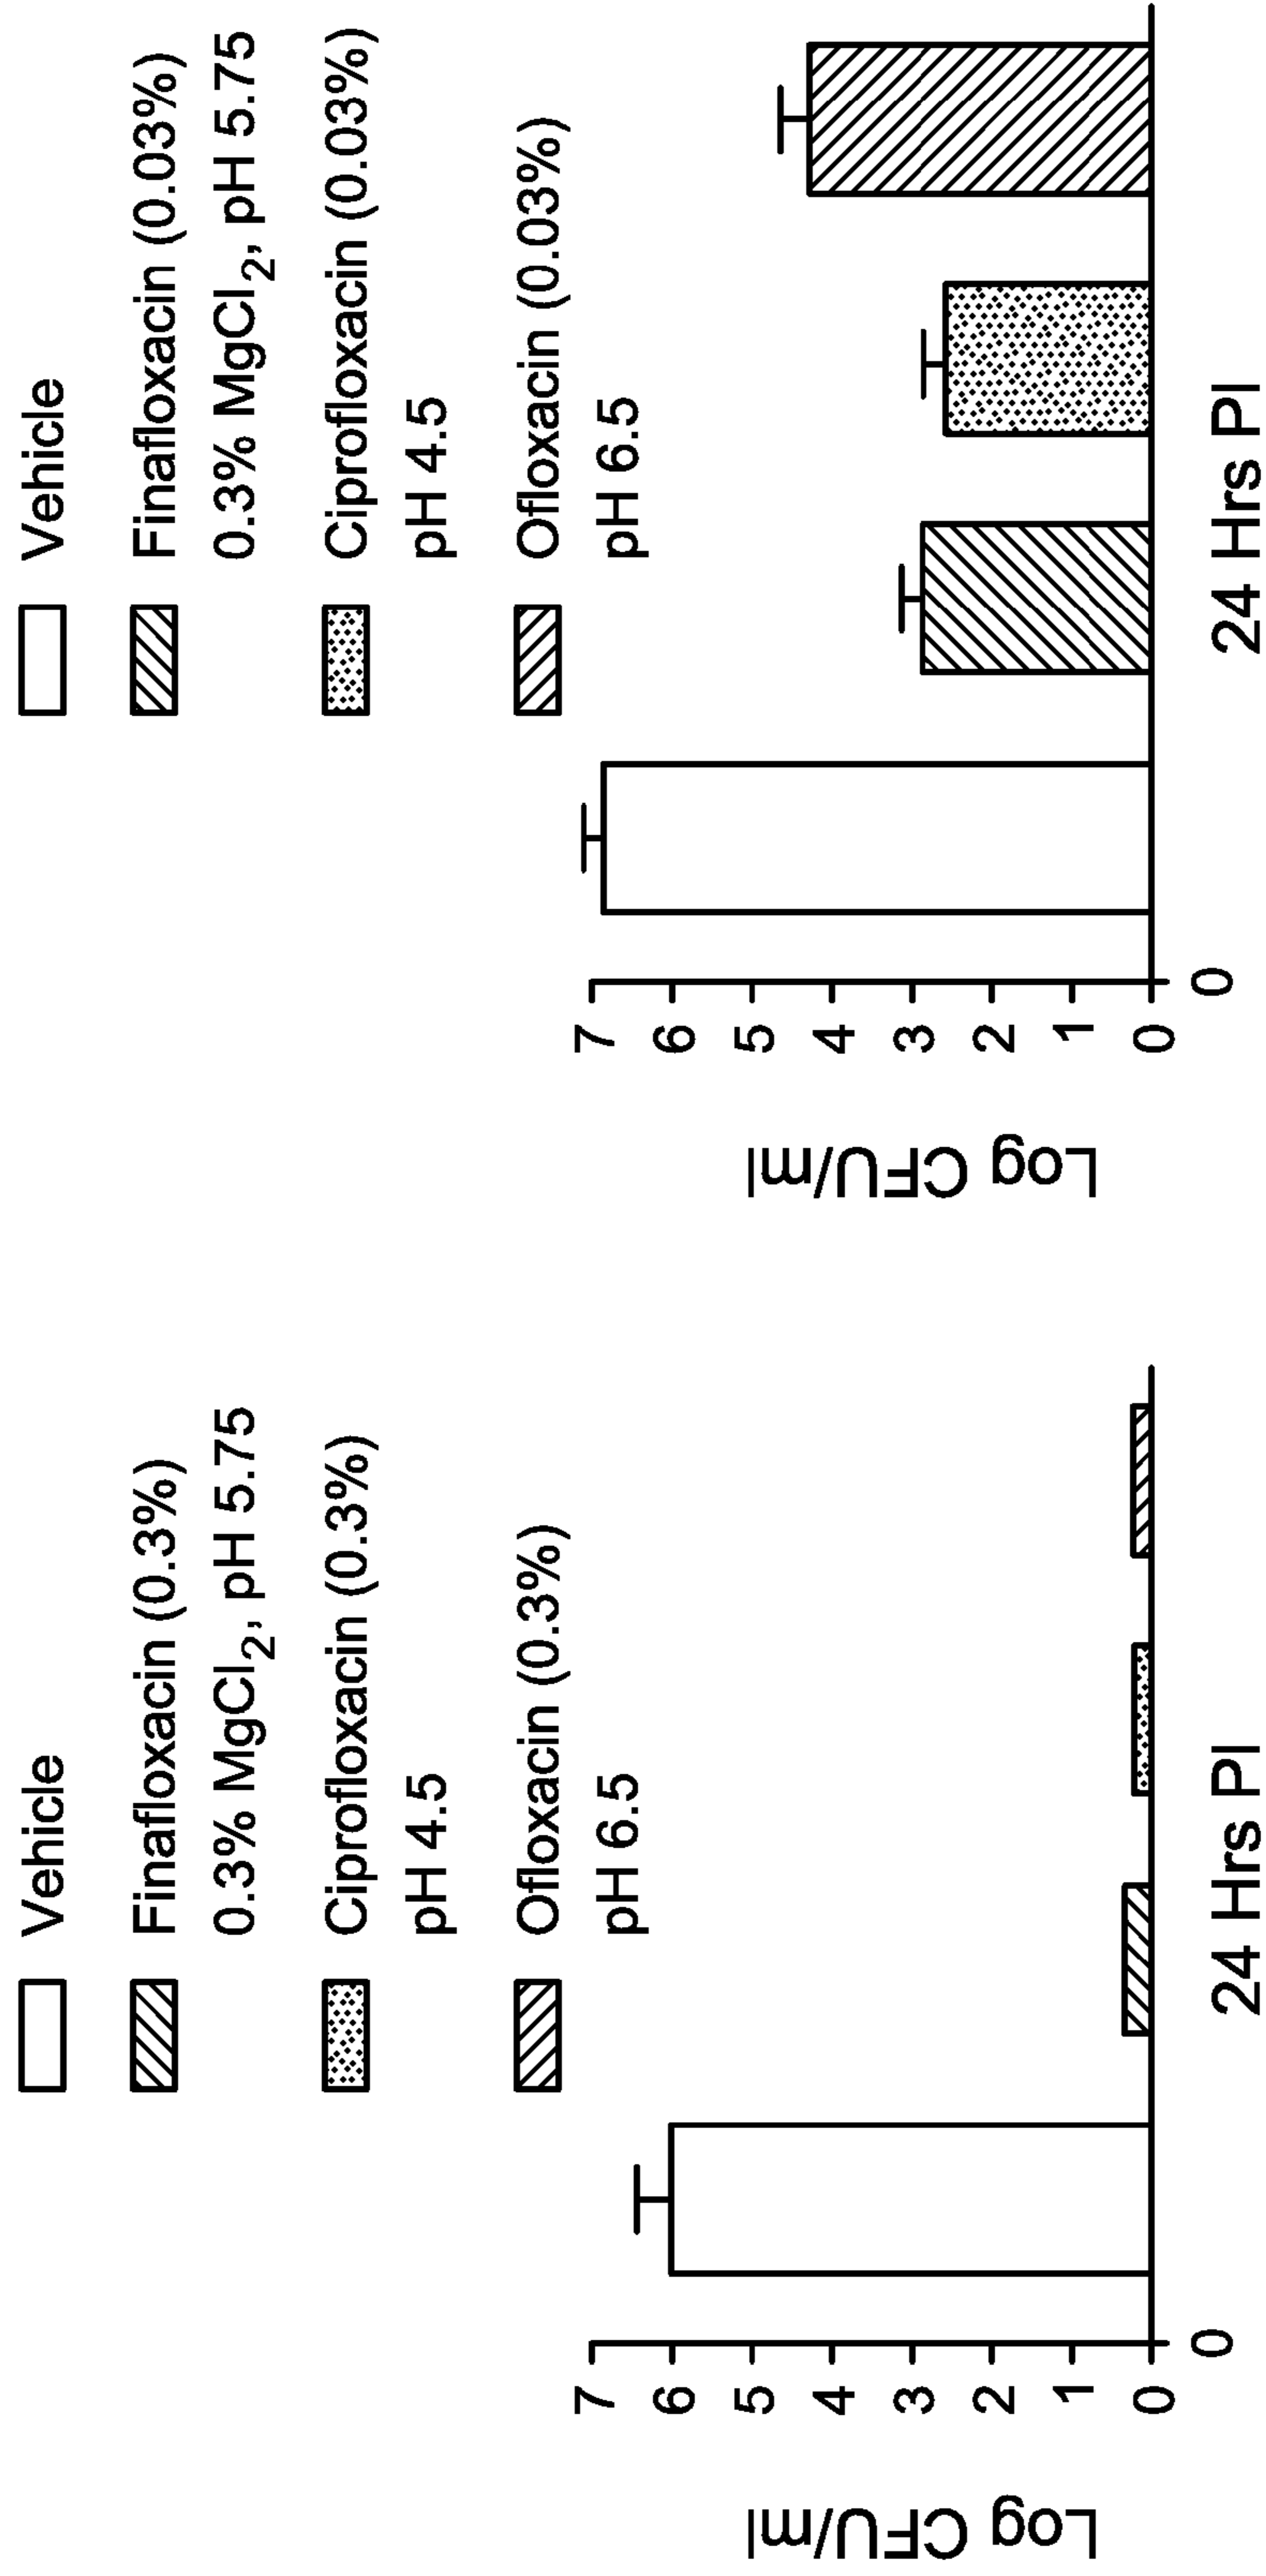 Vehicle
Finafloxacin (0.3%)
0.3% MgCl₂, pH 5.75
Ciprofloxacin (0.3%)
pH 4.5
Ofloxacin (0.3%)
pH 6.5
Log CFU/ml
7
6
5
4
3
2
1
0
0
24 Hrs PI
Vehicle
Finafloxacin (0.03%)
0.3% MgCl₂, pH 5.75
Ciprofloxacin (0.03%)
pH 4.5
Ofloxacin (0.03%)
pH 6.5
Log CFU/ml
7
6
5
4
3
2
1
0
0
24 Hrs PI